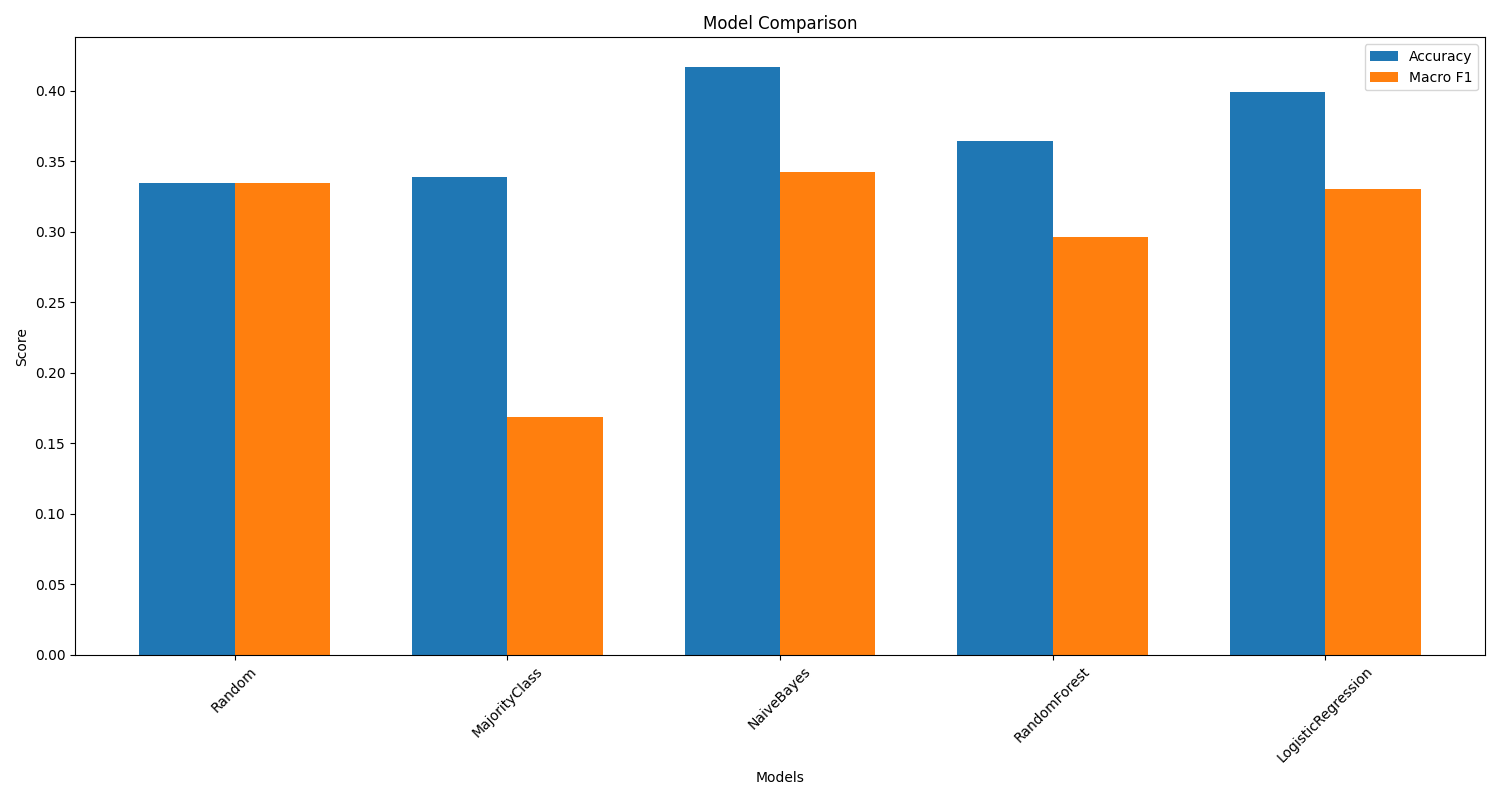 Model Comparison
Accuracy
Macro F1
0.40
0.35
0.30
0.25
0.20
0.15
0.10
0.05
0.00
Score
Random
MajorityClass
NaiveBayes
RandomForest
LogisticRegression
Models